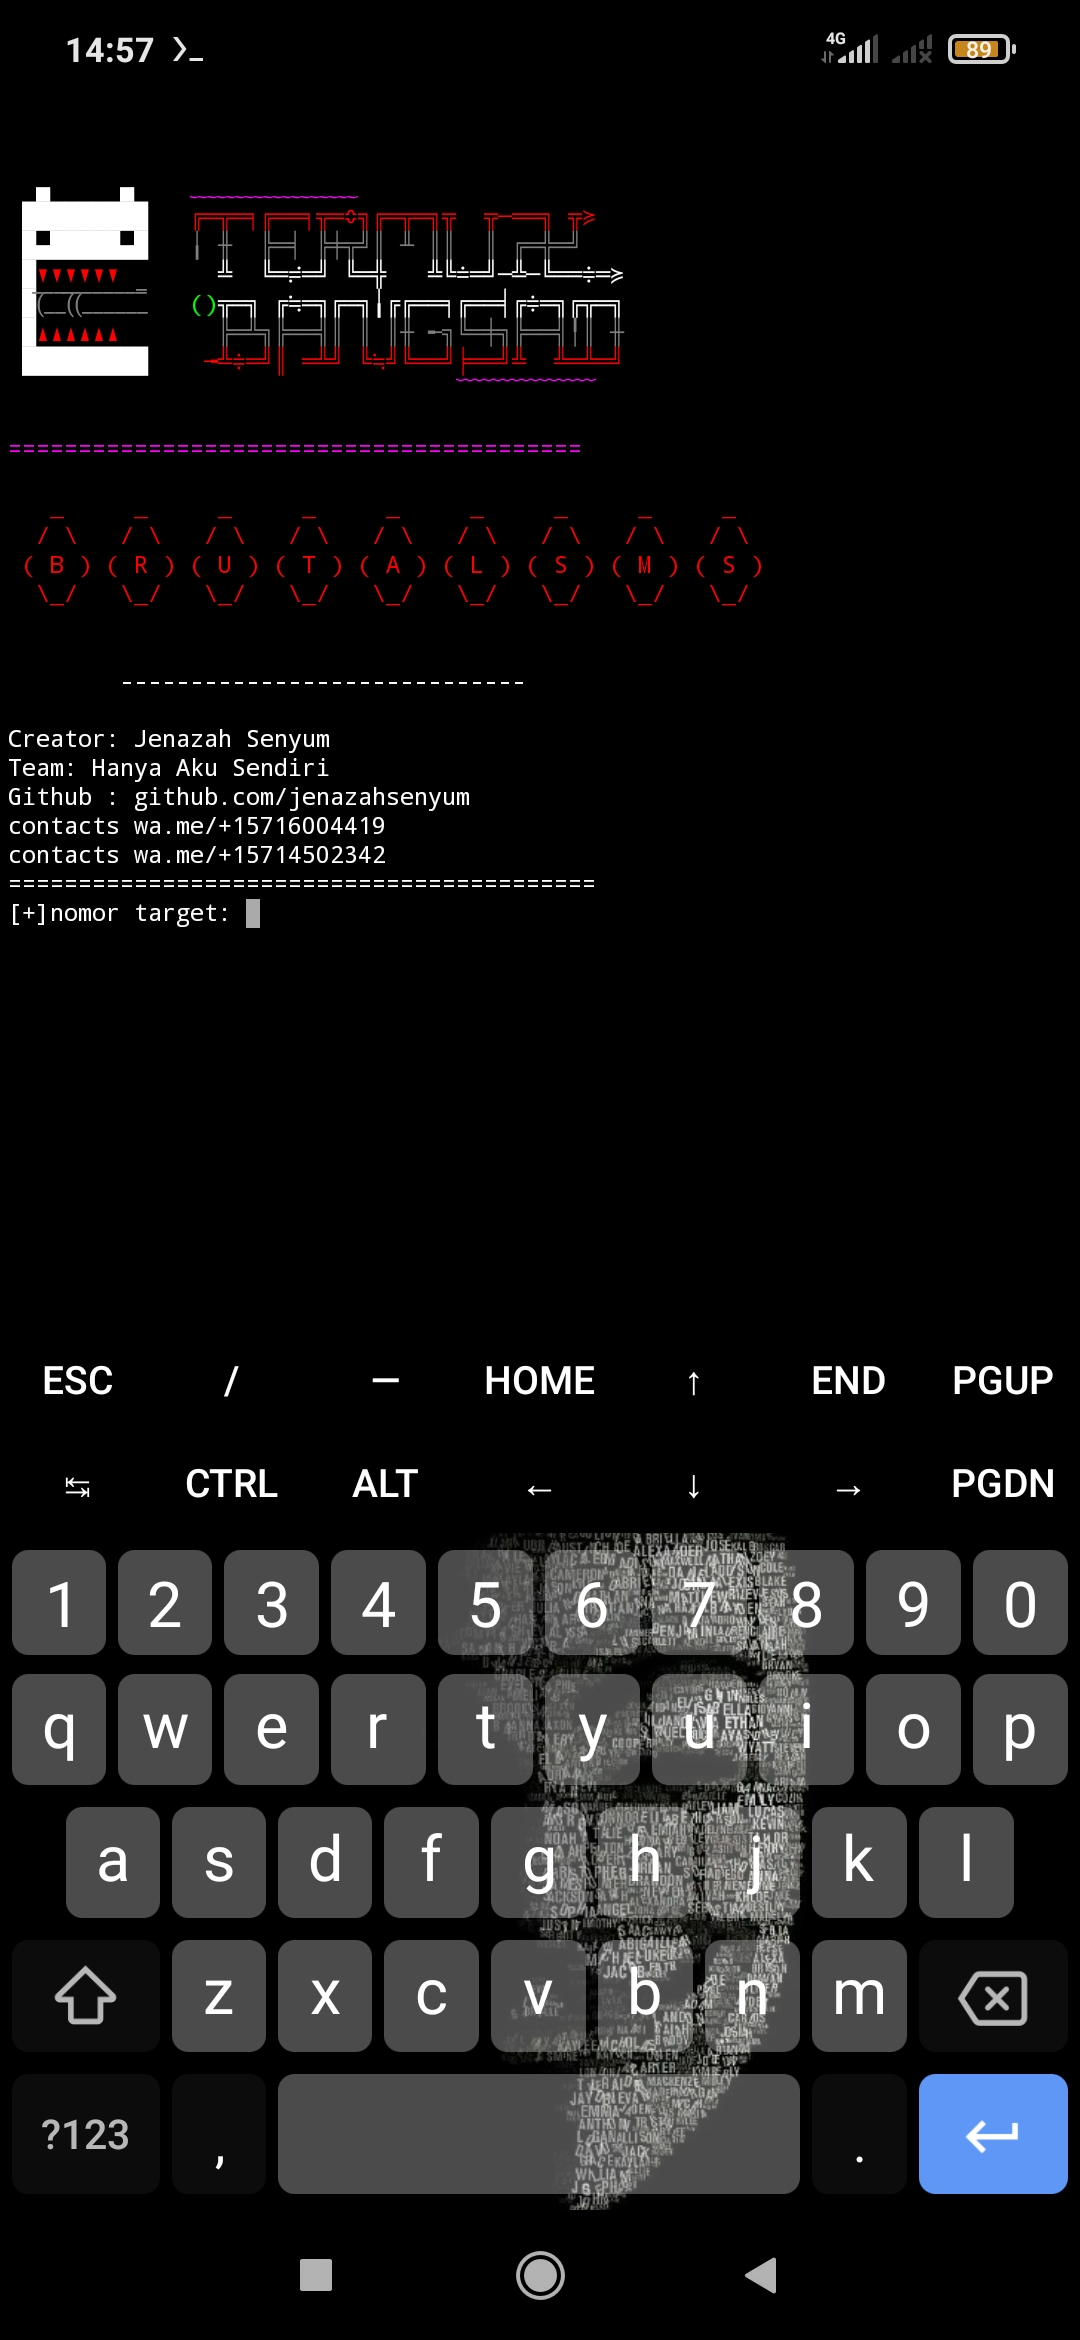 14:57
4G
89
( B ) ( R ) ( U ) ( T ) ( A ) ( L ) ( S ) ( M ) ( S )
Creator: Jenazah Senyum
Team: Hanya Aku Sendiri
Github : github.com/jenazahsenyum
contacts wa.me/+15716004419
contacts wa.me/+15714502342
[+]nomor target:
ESC / — HOME ↑ END PGUP
↹ CTRL ALT ← ↓ → PGDN
1 2 3 4 5 6 7 8 9 0
q w e r t y u i o p
a s d f g h j k l
z x c v b n m
?123 , .